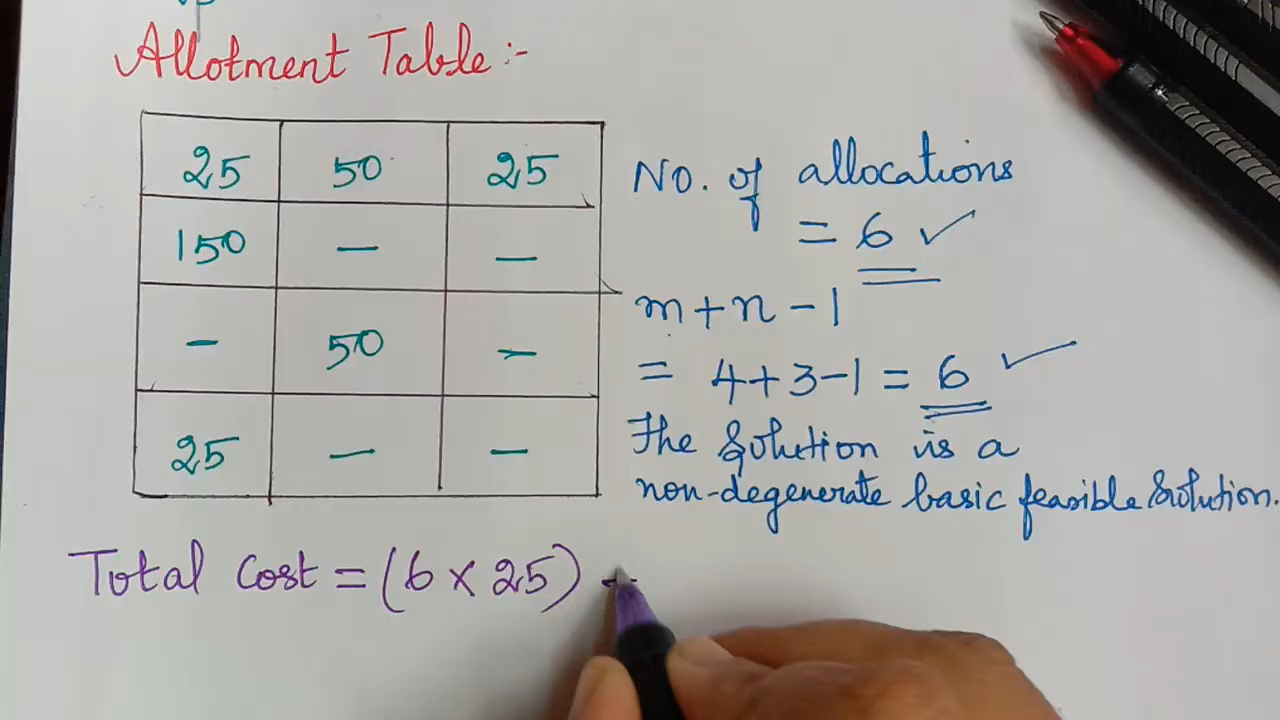 Allotment Table :-
25 50 25
150 — —
- 50 —
25 — —
No. of allocations
= 6 ✓
m+n-1
= 4+3-1 = 6 ✓
The Solution is a
non-degenerate basic feasible Solution.
Total Cost = (6 × 25) +